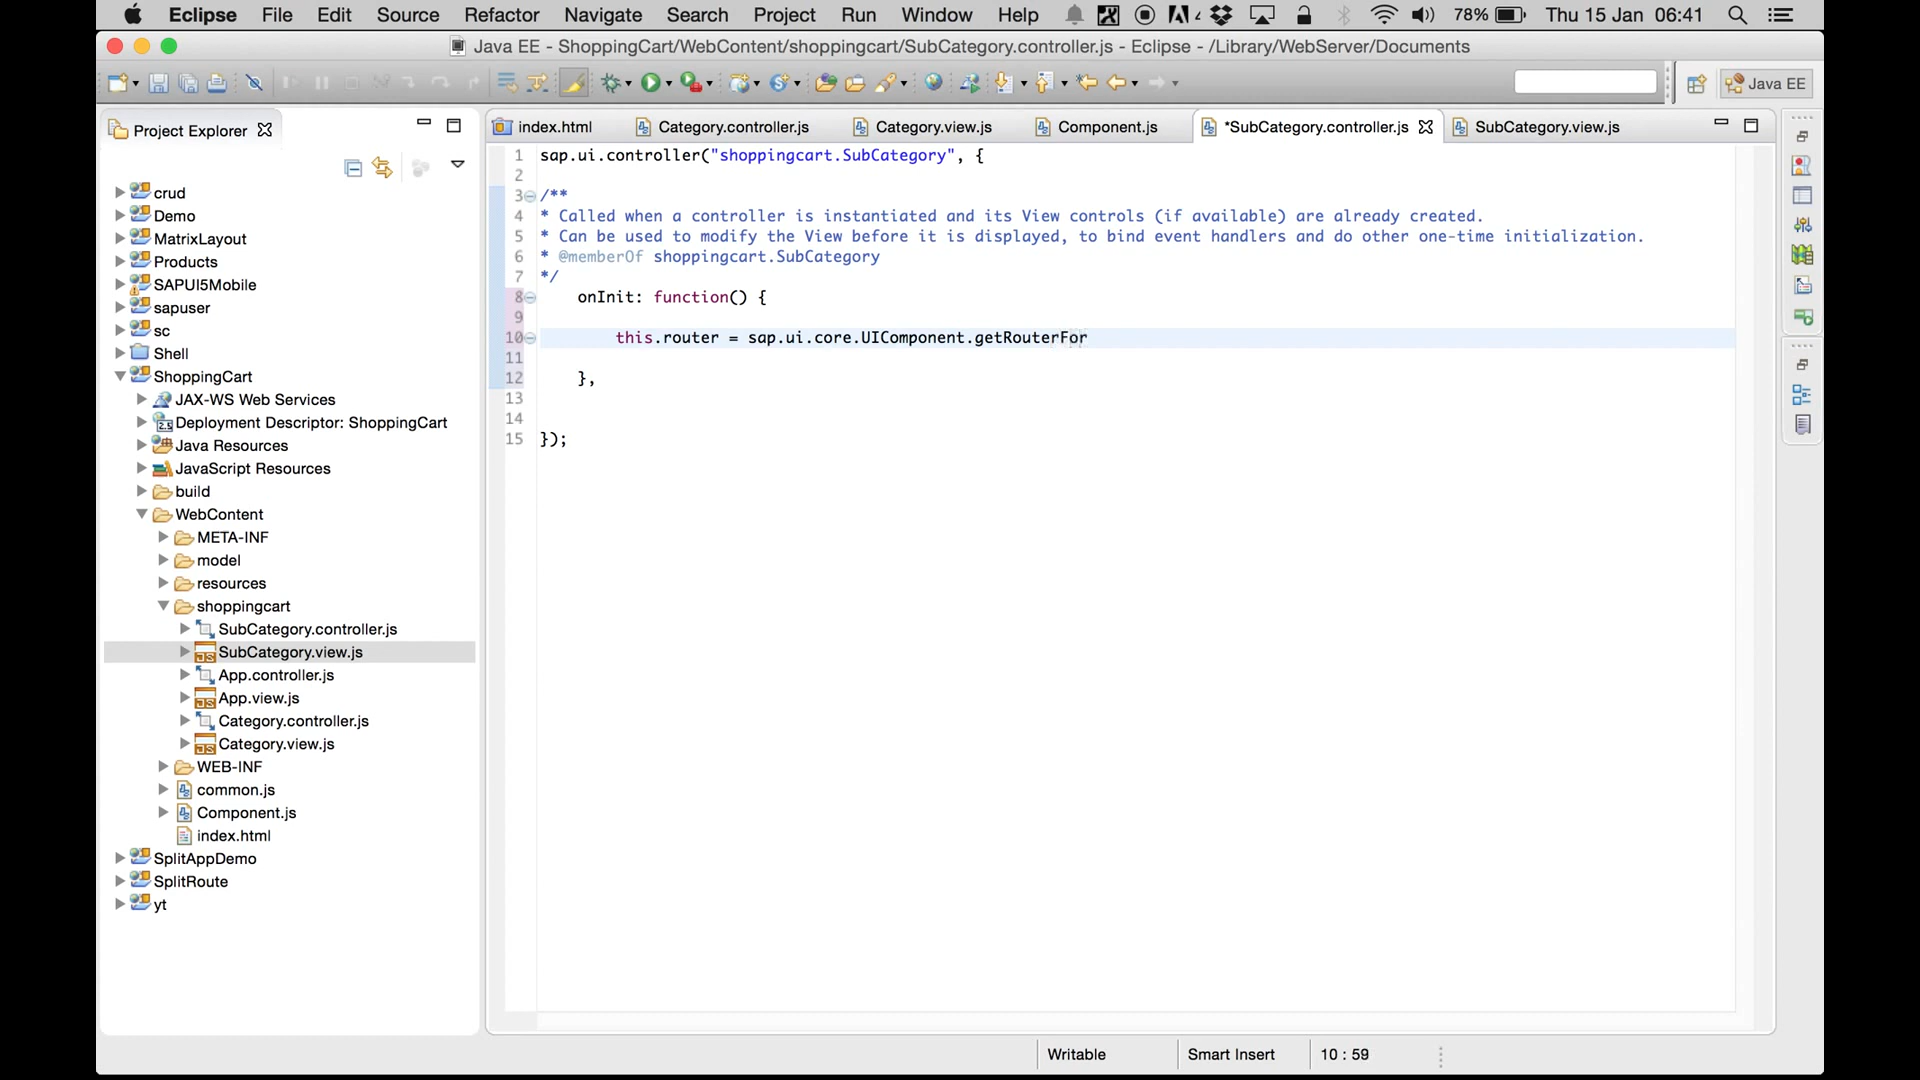 Eclipse File Edit Source Refactor Navigate Search Project Run Window Help 4 78% Thu 15 Jan 06:41
Java EE - ShoppingCart/WebContent/shoppingcart/SubCategory.controller.js - Eclipse - /Library/WebServer/Documents
Java EE
Project Explorer
index.html Category.controller.js Category.view.js Component.js *SubCategory.controller.js SubCategory.view.js
crud
Demo
MatrixLayout
Products
SAPUI5Mobile
sapuser
sc
Shell
ShoppingCart
JAX-WS Web Services
Deployment Descriptor: ShoppingCart
Java Resources
JavaScript Resources
build
WebContent
META-INF
model
resources
shoppingcart
SubCategory.controller.js
SubCategory.view.js
App.controller.js
App.view.js
Category.controller.js
Category.view.js
WEB-INF
common.js
Component.js
index.html
SplitAppDemo
SplitRoute
yt
1 sap.ui.controller("shoppingcart.SubCategory", {
2
3 /**
4 * Called when a controller is instantiated and its View controls (if available) are already created.
5 * Can be used to modify the View before it is displayed, to bind event handlers and do other one-time initialization.
6 * @memberOf shoppingcart.SubCategory
7 */
8 onInit: function() {
9
10 this.router = sap.ui.core.UIComponent.getRouterFor
11
12 },
13
14
15 });
Writable Smart Insert 10 : 59